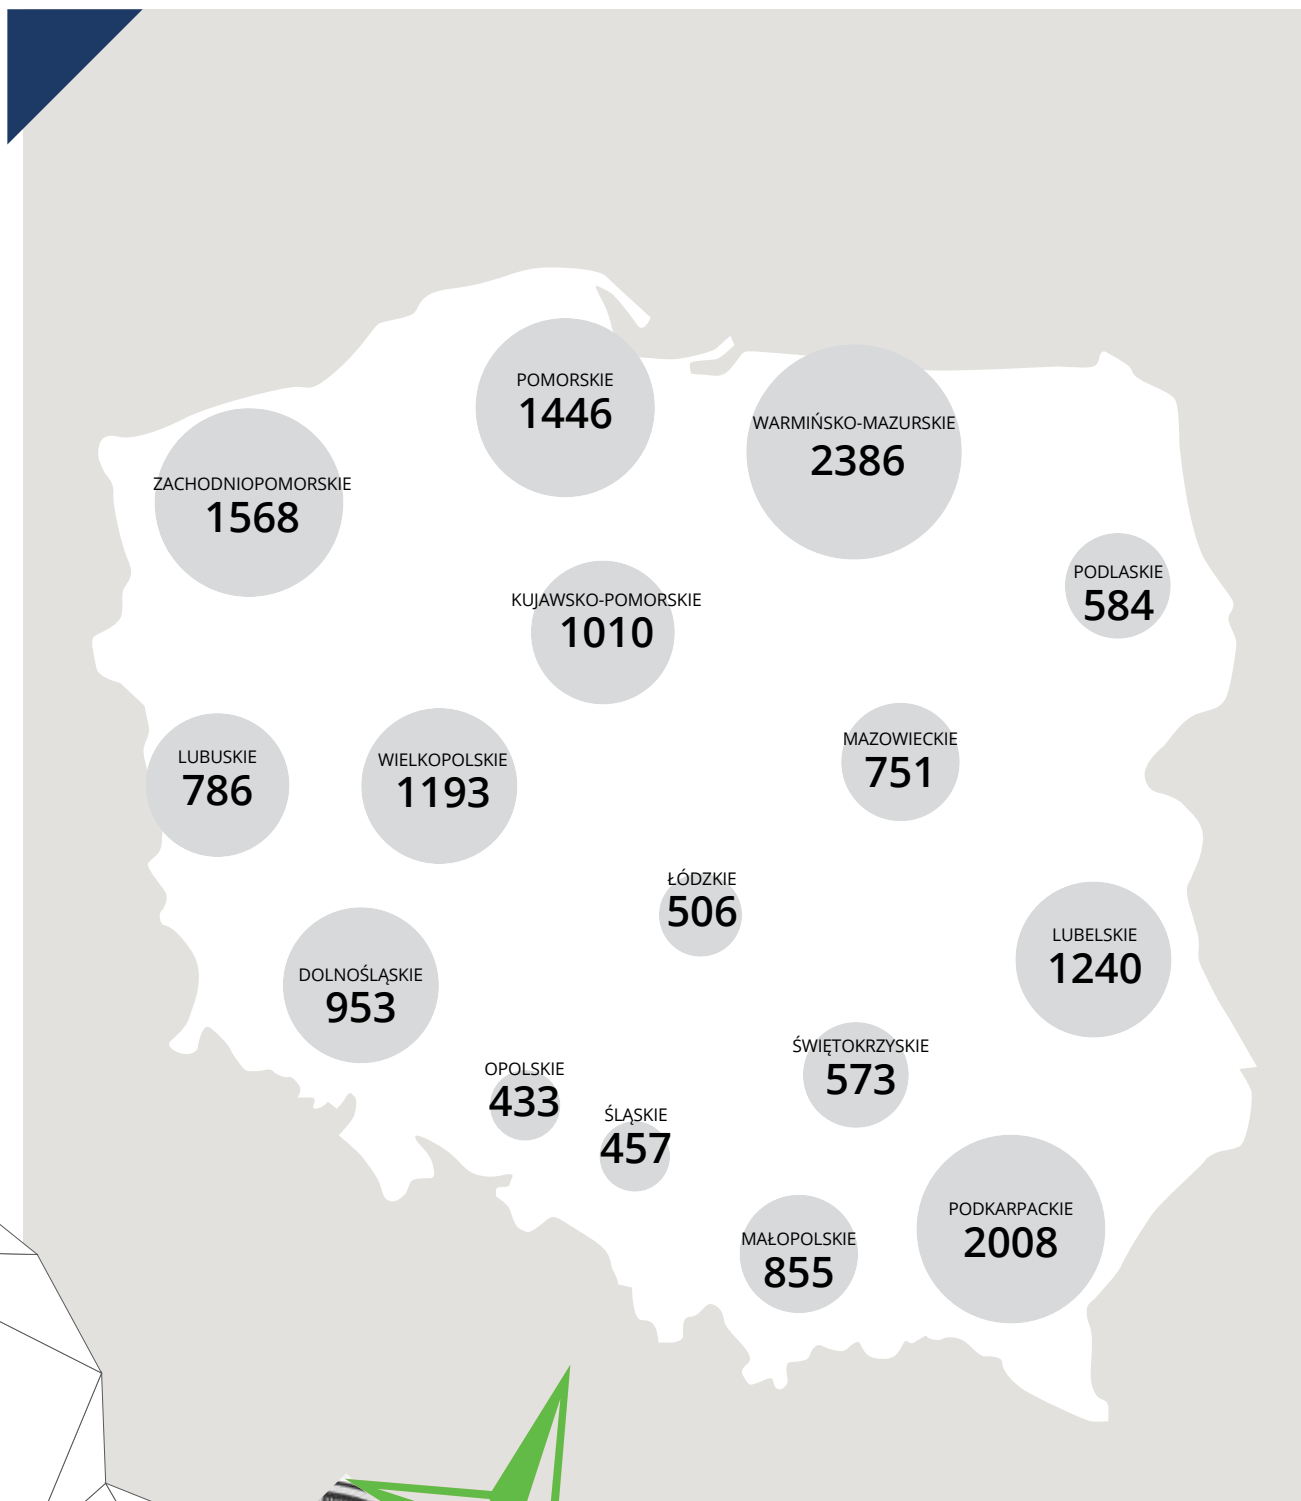 POMORSKIE
1446
WARMIŃSKO-MAZURSKIE
2386
ZACHODNIOPOMORSKIE
1568
PODLASKIE
584
KUJAWSKO-POMORSKIE
1010
LUBUSKIE
786
WIELKOPOLSKIE
1193
MAZOWIECKIE
751
ŁÓDZKIE
506
LUBELSKIE
1240
DOLNOŚLĄSKIE
953
ŚWIĘTOKRZYSKIE
573
OPOLSKIE
433
ŚLĄSKIE
457
PODKARPACKIE
2008
MAŁOPOLSKIE
855